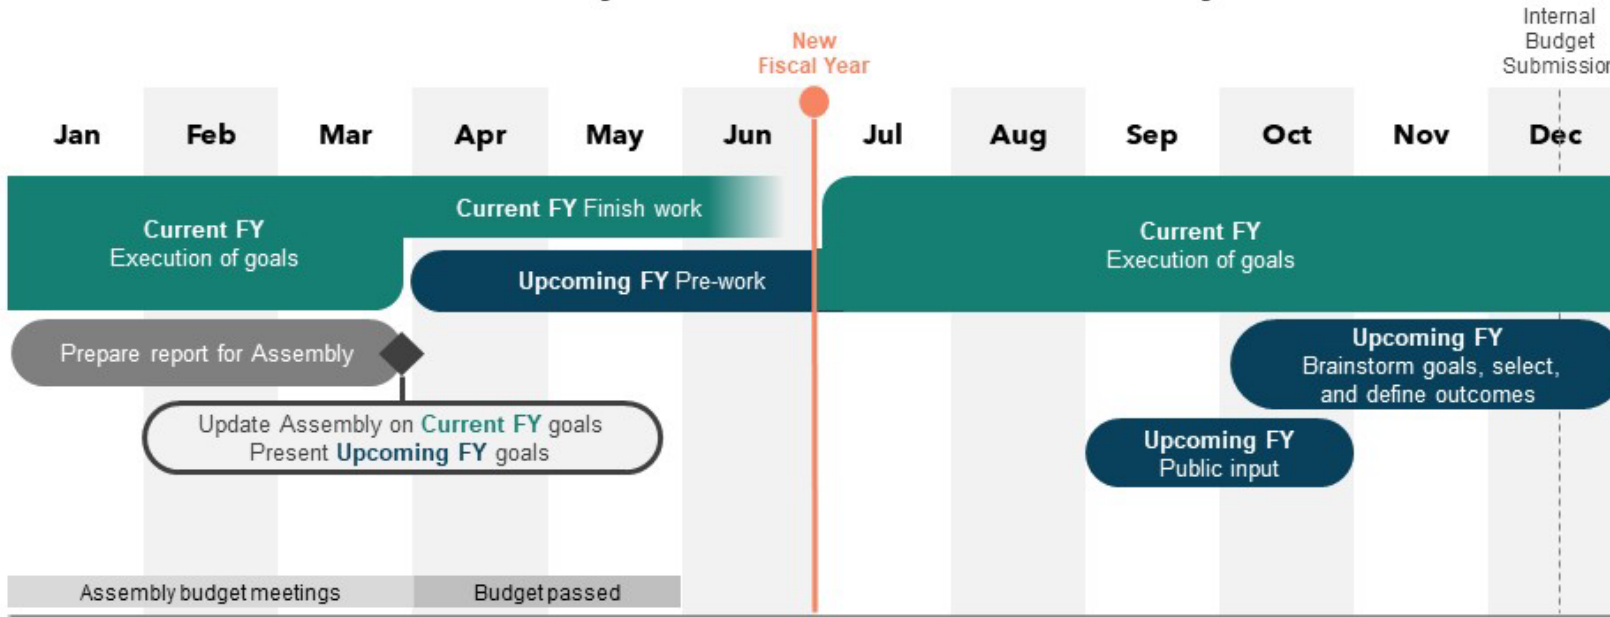 Internal
Budget
Submission
New
Fiscal Year
Jan Feb Mar Apr May Jun Jul Aug Sep Oct Nov Dec
Current FY Finish work
Current FY
Execution of goals
Current FY
Execution of goals
Upcoming FY Pre-work
Prepare report for Assembly
Upcoming FY
Brainstorm goals, select,
and define outcomes
Update Assembly on Current FY goals
Present Upcoming FY goals
Upcoming FY
Public input
Assembly budget meetings
Budget passed